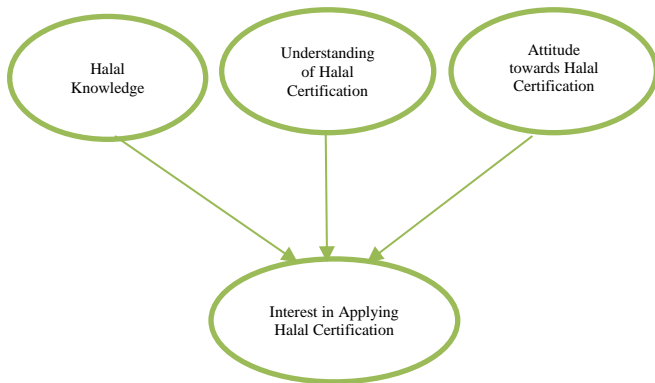 Halal
Knowledge
Understanding
of Halal
Certification
Attitude
towards Halal
Certification
Interest in Applying
Halal Certification